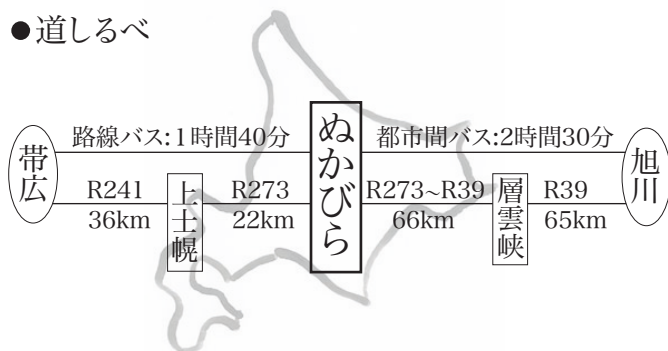 ●道しるべ
帯広
路線バス:1時間40分
ぬかびら
都市間バス:2時間30分
旭川
R241
36km
上士幌
R273
22km
R273~R39
66km
層雲峡
R39
65km